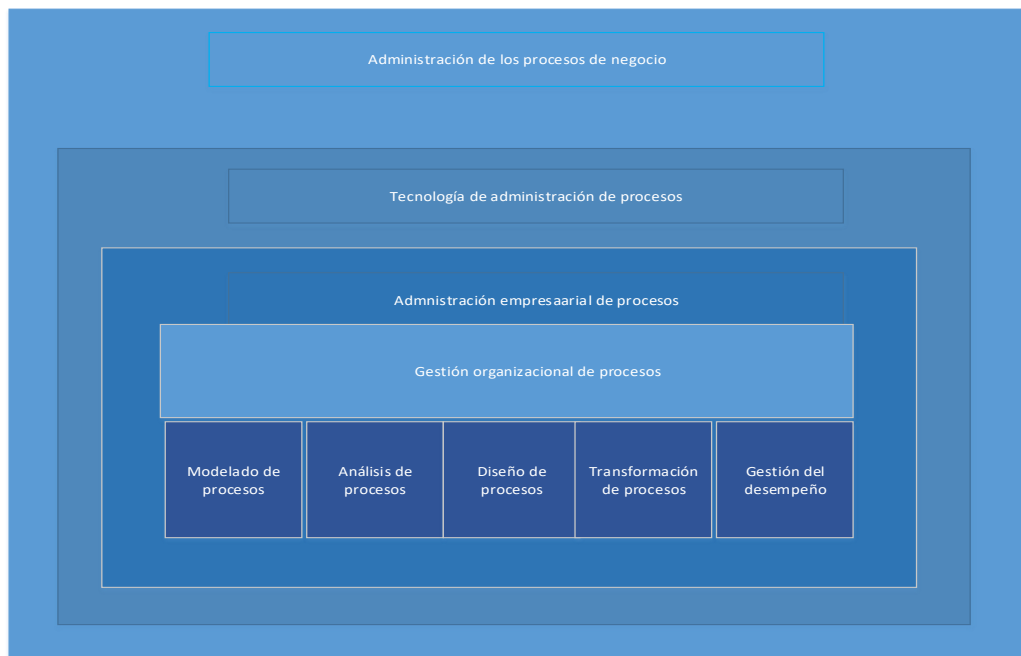 Administración de los procesos de negocio
Tecnología de administración de procesos
Admnistración empresaarial de procesos
Gestión organizacional de procesos
Modelado de
procesos
Análisis de
procesos
Diseño de
procesos
Transformación
de procesos
Gestión del
desempeño